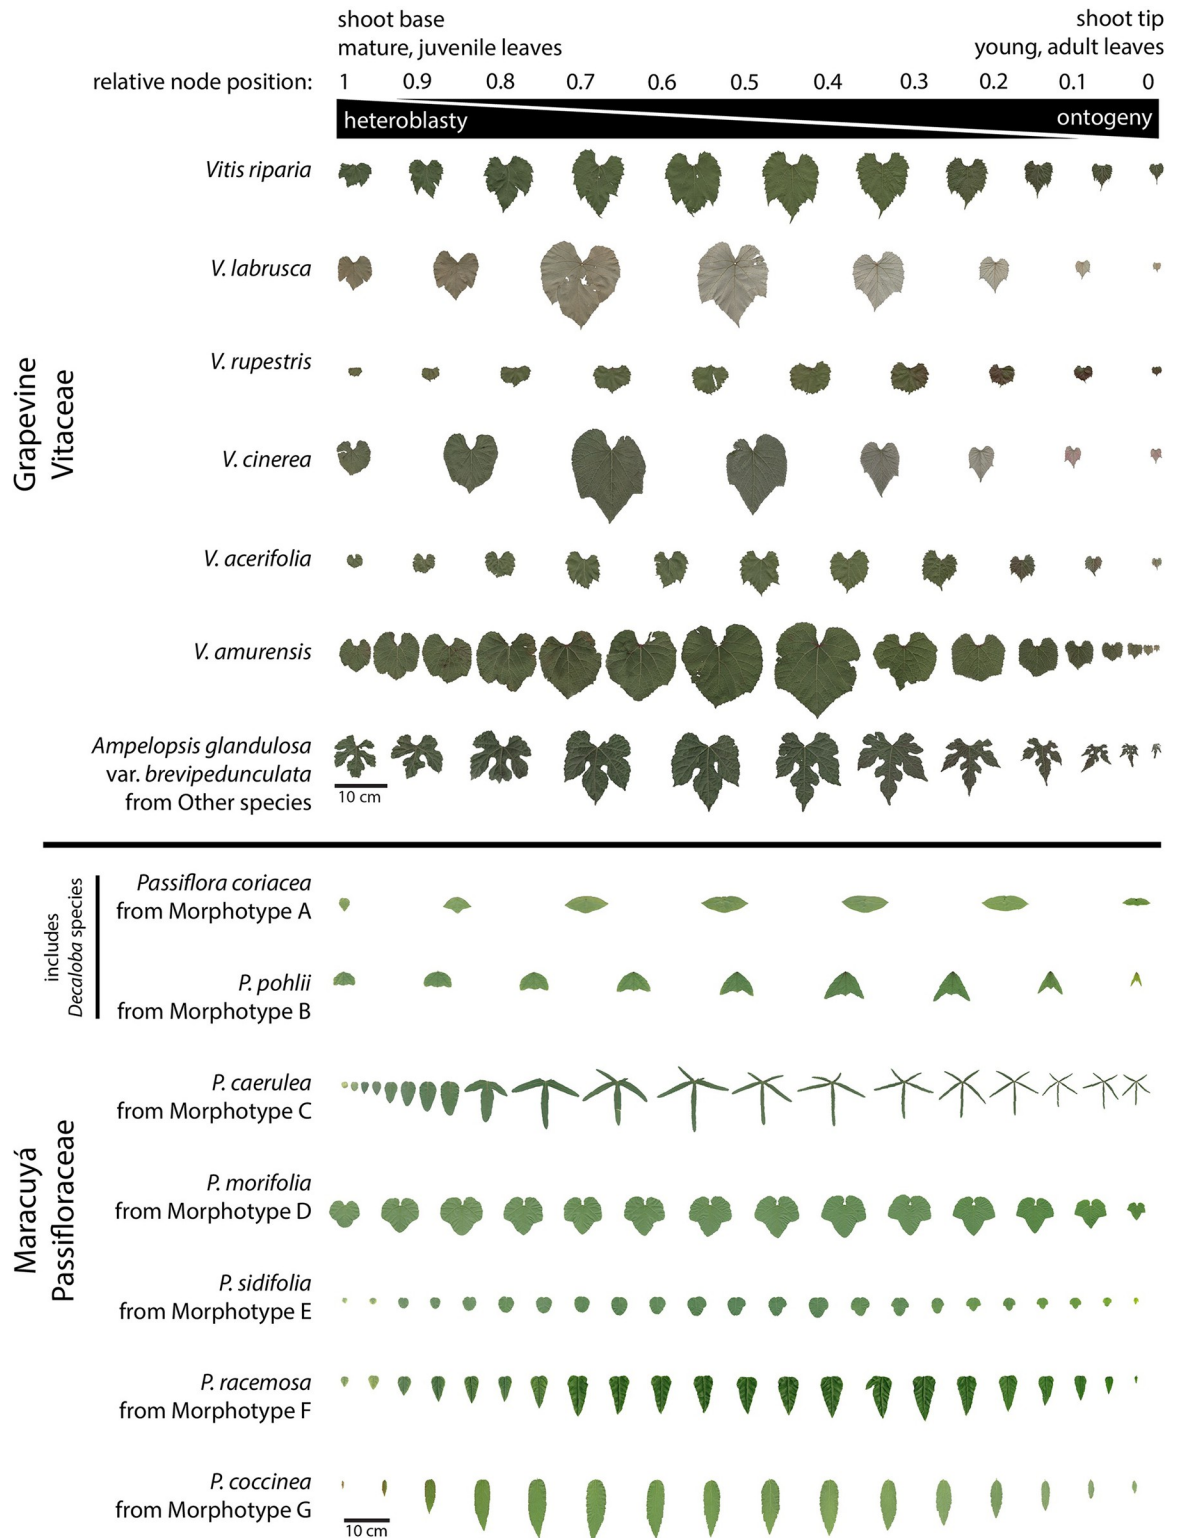 shoot base
mature, juvenile leaves
shoot tip
young, adult leaves
relative node position: 1 0.9 0.8 0.7 0.6 0.5 0.4 0.3 0.2 0.1 0
heteroblasty
ontogeny
Grapevine
Vitaceae
Vitis riparia
V. labrusca
V. rupestris
V. cinerea
V. acerifolia
V. amurensis
Ampelopsis glandulosa
var. brevipedunculata
from Other species
10 cm
Maracuyá
Passifloraceae
includes
Decaloba species
Passiflora coriacea
from Morphotype A
P. pohlii
from Morphotype B
P. caerulea
from Morphotype C
P. morifolia
from Morphotype D
P. sidifolia
from Morphotype E
P. racemosa
from Morphotype F
P. coccinea
from Morphotype G
10 cm